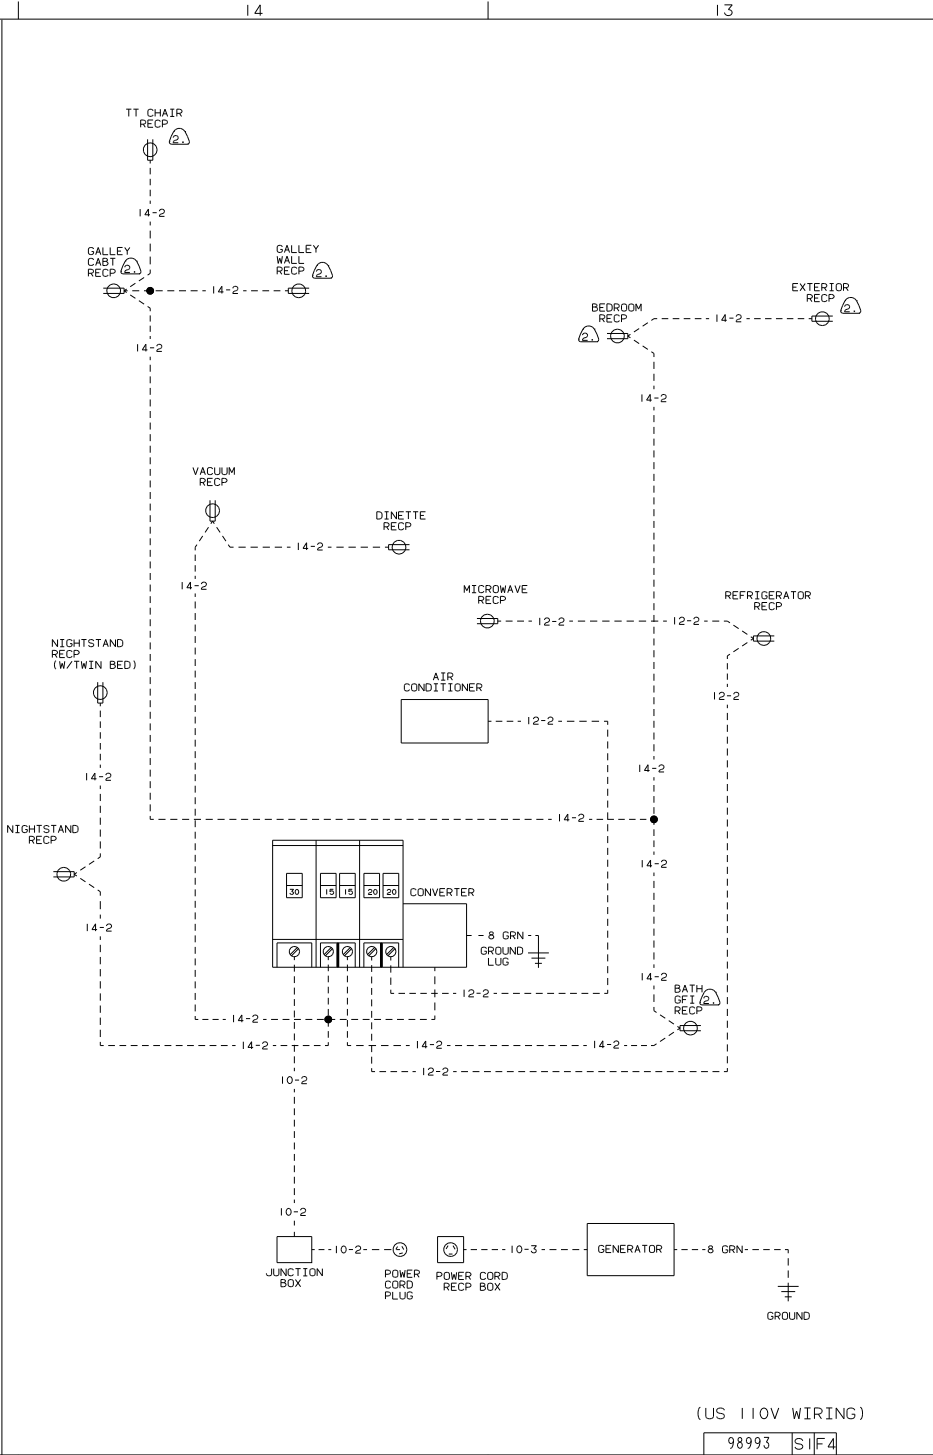 14
13
TT CHAIR
RECP
2.
14-2
GALLEY
CABT
RECP
2.
GALLEY
WALL
RECP
2.
14-2
14-2
BEDROOM
RECP
2.
EXTERIOR
RECP
2.
14-2
14-2
VACUUM
RECP
DINETTE
RECP
14-2
14-2
MICROWAVE
RECP
12-2
12-2
REFRIGERATOR
RECP
NIGHTSTAND
RECP
(W/TWIN BED)
AIR
CONDITIONER
12-2
12-2
14-2
14-2
14-2
14-2
NIGHTSTAND
RECP
30
15
15
20
20
CONVERTER
14-2
8 GRN
GROUND
LUG
14-2
12-2
BATH
GFI
RECP
2.
14-2
14-2
14-2
14-2
12-2
10-2
10-2
JUNCTION
BOX
10-2
POWER
CORD
PLUG
POWER CORD
RECP BOX
10-3
GENERATOR
8 GRN
GROUND
(US 110V WIRING)
98993
S1
F4